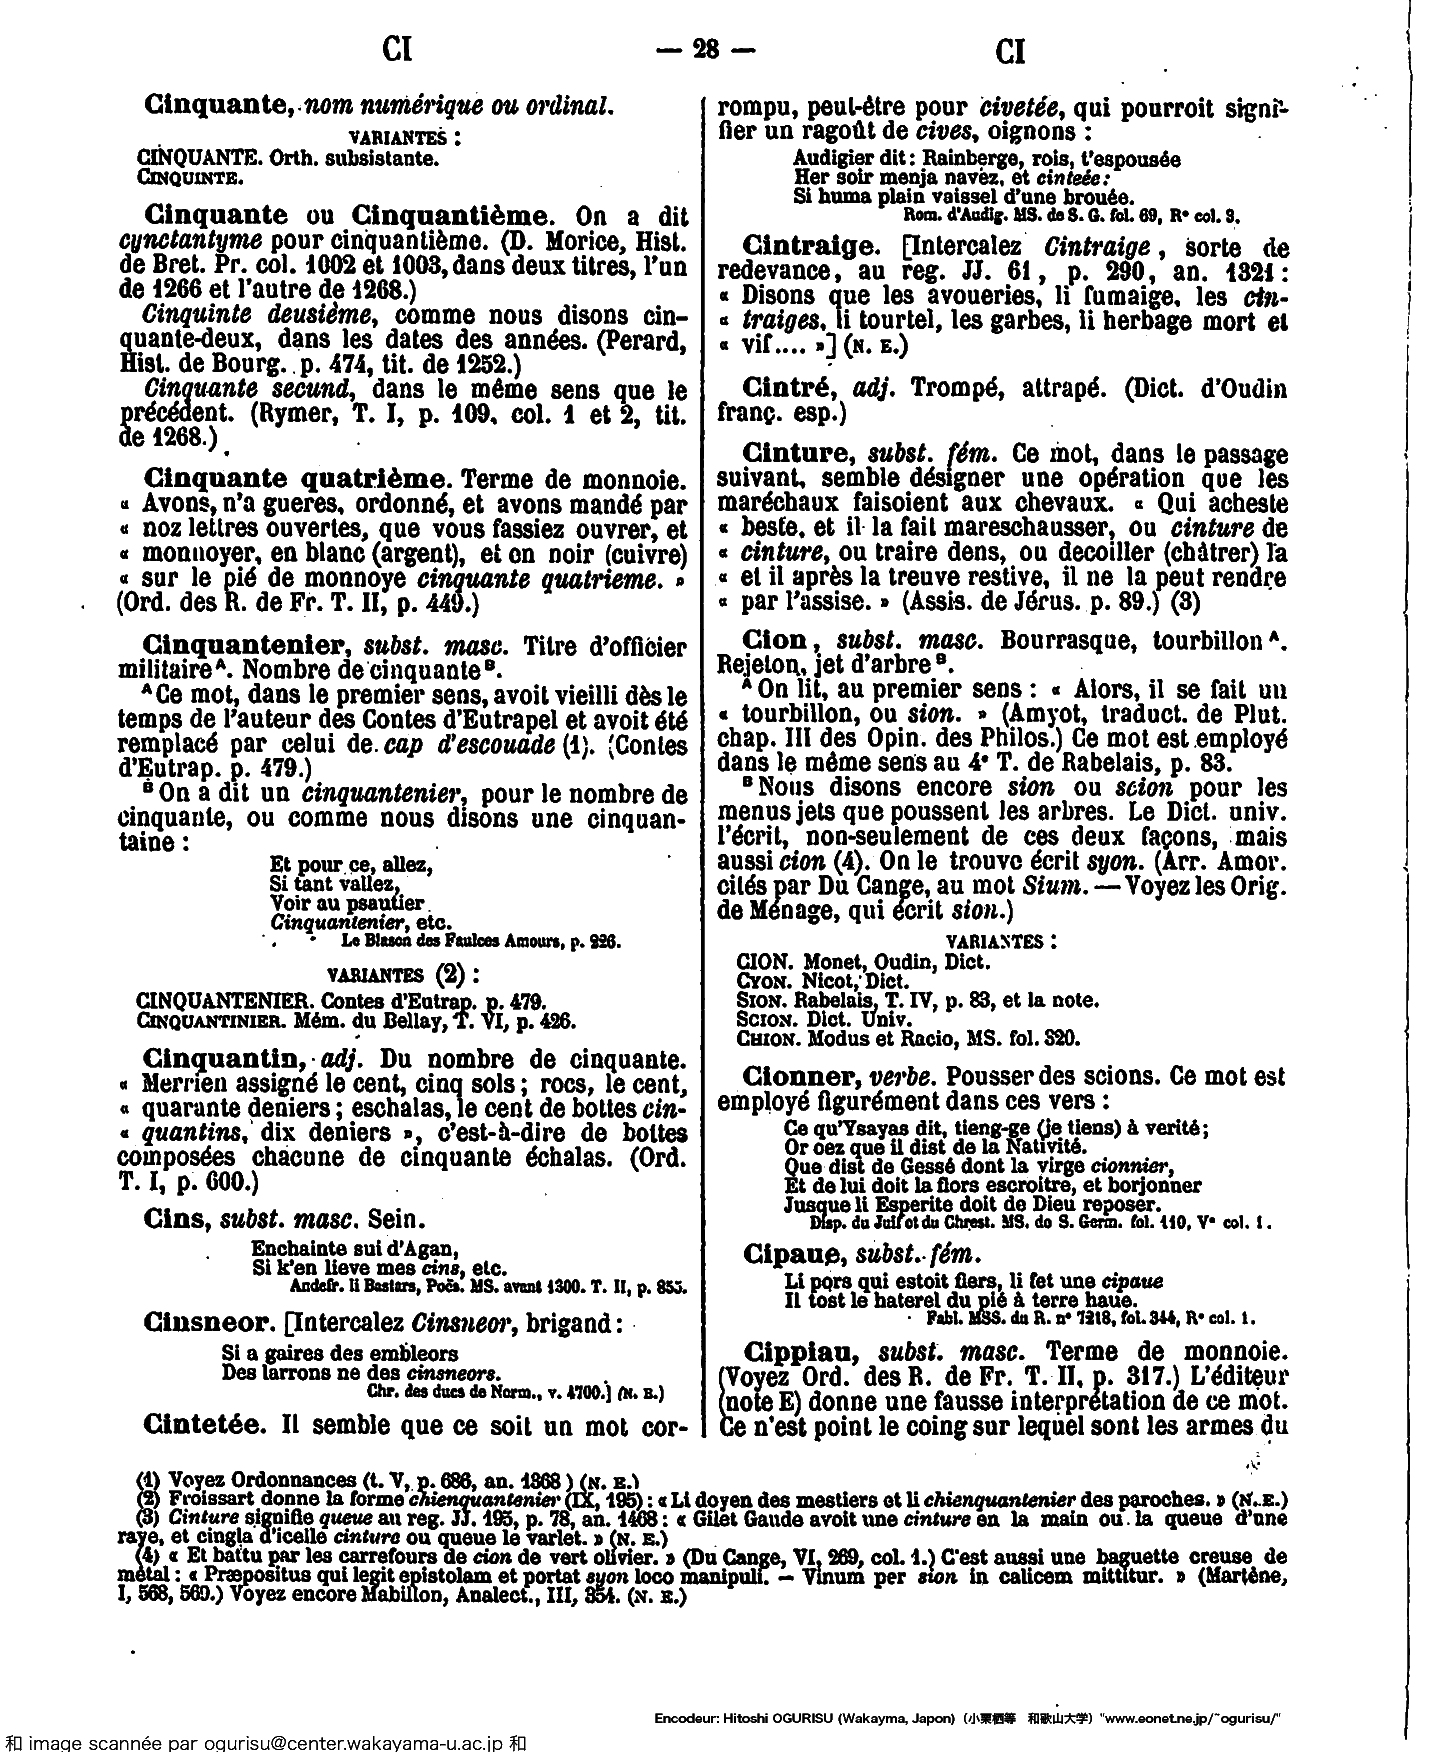 CI
— 28 —
CI
Cinquante, nom numérique ou ordinal.
VARIANTES :
CINQUANTE. Orth. subsistante.
CINQUINTE.
Cinquante ou Cinquantième. On a dit
cynctantyme pour cinquantième. (D. Morice, Hist.
de Bret. Pr. col. 1002 et 1003, dans deux titres, l'un
de 1266 et l'autre de 1268.)
Cinquinte deusième, comme nous disons cin-
quante-deux, dans les dates des années. (Perard,
Hist. de Bourg. p. 474, tit. de 1252.)
Cinquante secund, dans le même sens que le
précédent. (Rymer, T. I, p. 109, col. 1 et 2, tit.
de 1268.)
Cinquante quatrième. Terme de monnoie.
« Avons, n'a gueres, ordonné, et avons mandé par
« noz lettres ouvertes, que vous fassiez ouvrer, et
« monnoyer, en blanc (argent), et en noir (cuivre)
« sur le pié de monnoye cinquante quatrieme. »
(Ord. des R. de Fr. T. II, p. 449.)
Cinquantenier, subst. masc. Titre d'officier
militaire A. Nombre de cinquante B.
A Ce mot, dans le premier sens, avoit vieilli dès le
temps de l'auteur des Contes d'Eutrapel et avoit été
remplacé par celui de cap d'escouade (1). (Contes
d'Eutrap. p. 479.)
B On a dit un cinquantenier, pour le nombre de
cinquante, ou comme nous disons une cinquan-
taine :
Et pour ce, allez,
Si tant vallez,
Voir au psautier
Cinquantenier, etc.
Le Blason des Faulces Amours, p. 226.
VARIANTES (2) :
CINQUANTENIER. Contes d'Eutrap. p. 479.
CINQUANTINIER. Mém. du Bellay, T. VI, p. 426.
Cinquantin, adj. Du nombre de cinquante.
« Merrien assigné le cent, cinq sols ; rocs, le cent,
« quarante deniers ; eschalas, le cent de bottes cin-
« quantins, dix deniers », c'est-à-dire de bottes
composées chacune de cinquante échalas. (Ord.
T. I, p. 600.)
Cins, subst. masc. Sein.
Enchainte sui d'Agan,
Si k'en lieve mes cins, etc.
Andefr. li Bastars, Poës. MS. avant 1300. T. II, p. 855.
Cinsneor. [Intercalez Cinsneor, brigand :
Si a gaires des embleors
Des larrons ne des cinsneors.
Chr. des ducs de Norm., v. 4700.] (N. E.)
Cintetée. Il semble que ce soit un mot cor-
rompu, peut-être pour civetée, qui pourroit signi-
fier un ragoût de cives, oignons :
Audigier dit : Rainberge, rois, t'espousée
Her soir menja navez, et cinteée :
Si huma plain vaissel d'une brouée.
Rom. d'Audig. MS. de S. G. fol. 69, R° col. 3.
Cintraige. [Intercalez Cintraige, sorte de
redevance, au reg. JJ. 61, p. 290, an. 1321 :
« Disons que les avoueries, li fumaige, les cin-
« traiges, li tourtel, les garbes, li herbage mort et
« vif.... »] (N. E.)
Cintré, adj. Trompé, attrapé. (Dict. d'Oudin
franç. esp.)
Cinture, subst. fém. Ce mot, dans le passage
suivant, semble désigner une opération que les
maréchaux faisoient aux chevaux. « Qui acheste
« beste, et il la fait mareschausser, ou cinture de
« cinture, ou traire dens, ou decoiller (châtrer) la
« et il après la treuve restive, il ne la peut rendre
« par l'assise. » (Assis. de Jérus. p. 89.) (3)
Cion, subst. masc. Bourrasque, tourbillon A.
Rejeton, jet d'arbre B.
A On lit, au premier sens : « Alors, il se fait un
« tourbillon, ou sion. » (Amyot, traduct. de Plut.
chap. III des Opin. des Philos.) Ce mot est employé
dans le même sens au 4e T. de Rabelais, p. 83.
B Nous disons encore sion ou scion pour les
menus jets que poussent les arbres. Le Dict. univ.
l'écrit, non-seulement de ces deux façons, mais
aussi cion (4). On le trouve écrit syon. (Arr. Amor.
cités par Du Cange, au mot Sium. — Voyez les Orig.
de Ménage, qui écrit sion.)
VARIANTES :
CION. Monet, Oudin, Dict.
CYON. Nicot, Dict.
SION. Rabelais, T. IV, p. 83, et la note.
SCION. Dict. Univ.
CHION. Modus et Racio, MS. fol. 320.
Cionner, verbe. Pousser des scions. Ce mot est
employé figurément dans ces vers :
Ce qu'Ysayas dit, tieng-ge (je tiens) à verité ;
Or oez que il dist de la Nativité.
Que dist de Gessé dont la virge cionnier,
Et de lui doit la flors escroitre, et borjonner
Jusque li Esperite doit de Dieu reposer.
Disp. du Juif et du Chrest. MS. de S. Germ. fol. 110, V° col. 1.
Cipaue, subst. fém.
Li pors qui estoit fiers, li fet une cipaue
Il tost le haterel du pié à terre haue.
Fabl. MSS. du R. n° 7218, fol. 344, R° col. 1.
Cippiau, subst. masc. Terme de monnoie.
(Voyez Ord. des R. de Fr. T. II, p. 317.) L'éditeur
(note E) donne une fausse interprétation de ce mot.
Ce n'est point le coing sur lequel sont les armes du
(1) Voyez Ordonnances (t. V, p. 686, an. 1368) (N. E.)
(2) Froissart donne la forme chienquantenier (IX, 195) : « Li doyen des mestiers et li chienquantenier des paroches. » (N. E.)
(3) Cinture signifie queue au reg. JJ. 195, p. 78, an. 1468 : « Gilet Gaude avoit une cinture en la main ou la queue d'une
raye, et cingla d'icelle cinture ou queue le varlet. » (N. E.)
(4) « Et battu par les carrefours de cion de vert olivier. » (Du Cange, VI, 269, col. 1.) C'est aussi une baguette creuse de
métal : « Præpositus qui legit epistolam et portat syon loco manipuli. — Vinum per sion in calicem mittitur. » (Martène,
I, 568, 569.) Voyez encore Mabillon, Analect., III, 354. (N. E.)
Encodeur: Hitoshi OGURISU (Wakayma, Japon)（小栗栖等 和歌山大学）"www.eonet.ne.jp/~ogurisu/"
和 image scannée par ogurisu@center.wakayama-u.ac.jp 和